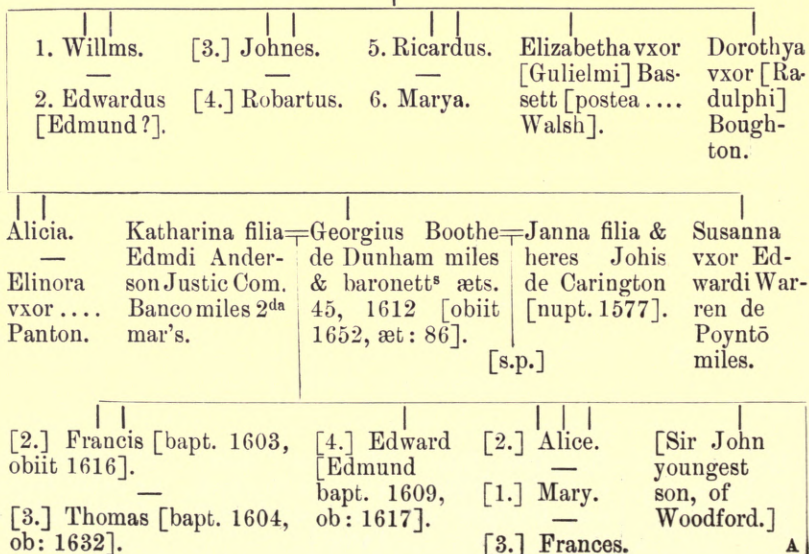 1. Willms.
—
2. Edwardus
[Edmund?].
[3.] Johnes.
—
[4.] Robartus.
5. Ricardus.
—
6. Marya.
Elizabetha vxor
[Gulielmi] Bas-
sett [postea ....
Walsh].
Dorothya
vxor [Ra-
dulphi]
Bough-
ton.
Alicia.
—
Elinora
vxor ....
Panton.
Katharina filia
Edmdi Ander-
son Justic Com.
Banco miles 2da
mar's.
Georgius Boothe
de Dunham miles
& baronetts æts.
45, 1612 [obiit
1652, æt: 86].
Janna filia &
heres Johis
de Carington
[nupt. 1577].
[s.p.]
Susanna
vxor Ed-
wardi War-
ren de
Poyntō
miles.
[2.] Francis [bapt. 1603,
obiit 1616].
—
[3.] Thomas [bapt. 1604,
ob: 1632].
[4.] Edward
[Edmund
bapt. 1609,
ob: 1617].
[2.] Alice.
—
[1.] Mary.
—
[3.] Frances.
[Sir John
youngest
son, of
Woodford.]
A